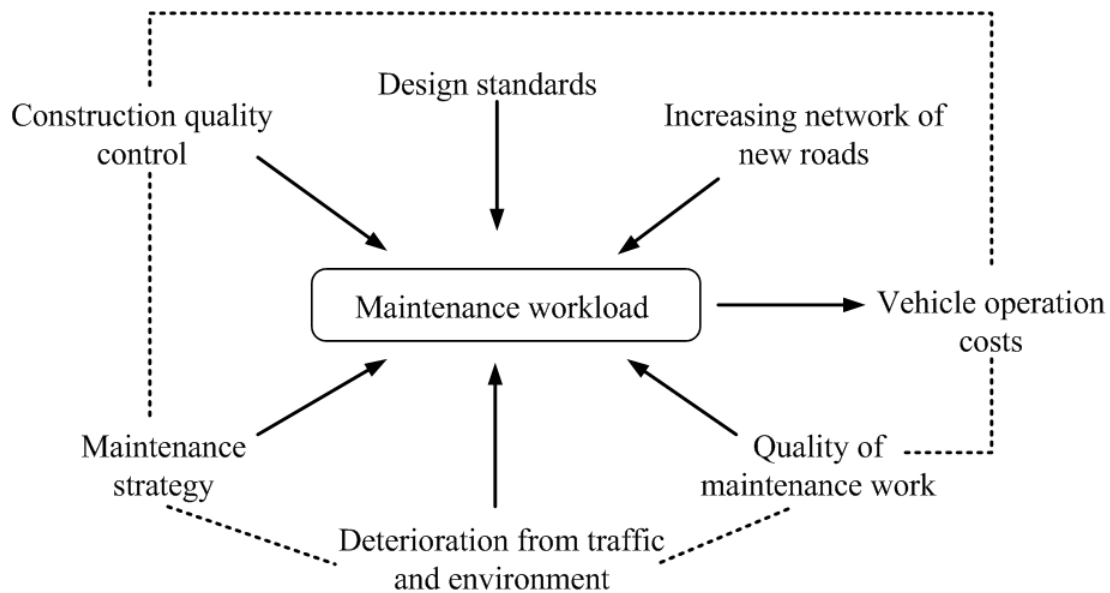 Design standards
Construction quality
control
Increasing network of
new roads
Maintenance workload
Vehicle operation
costs
Maintenance
strategy
Quality of
maintenance work
Deterioration from traffic
and environment